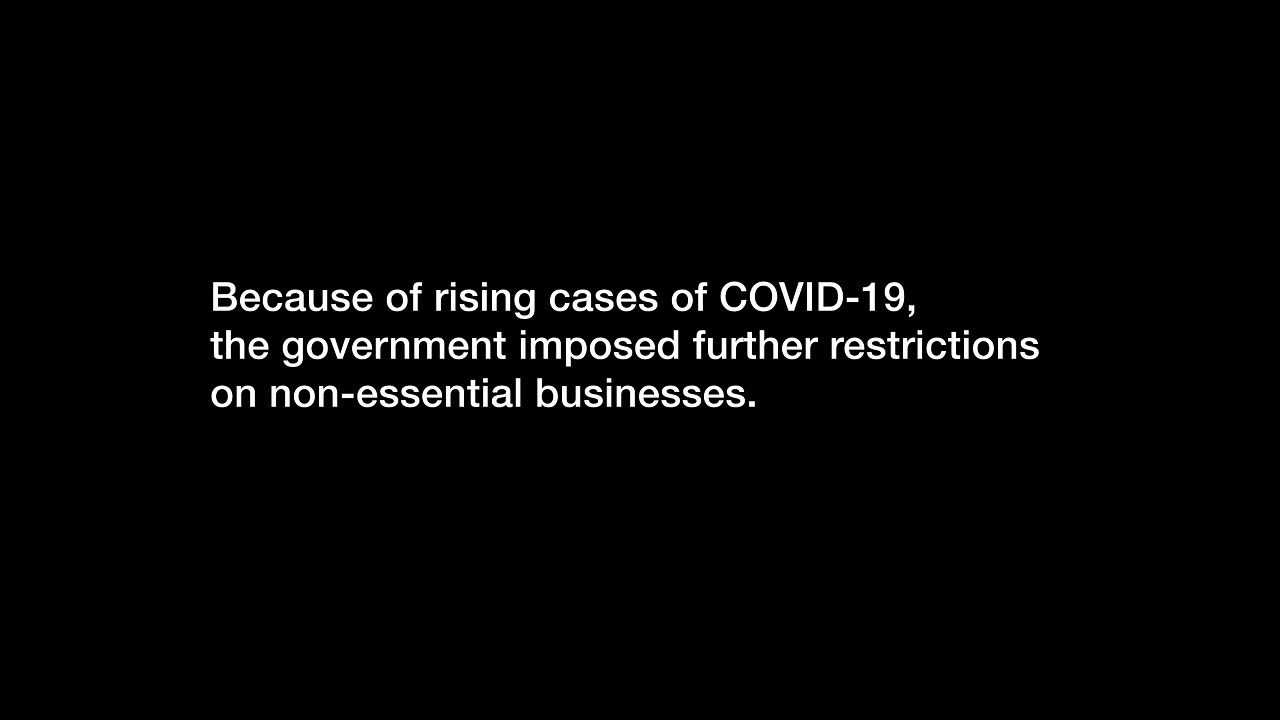 Because of rising cases of COVID-19,
the government imposed further restrictions
on non-essential businesses.